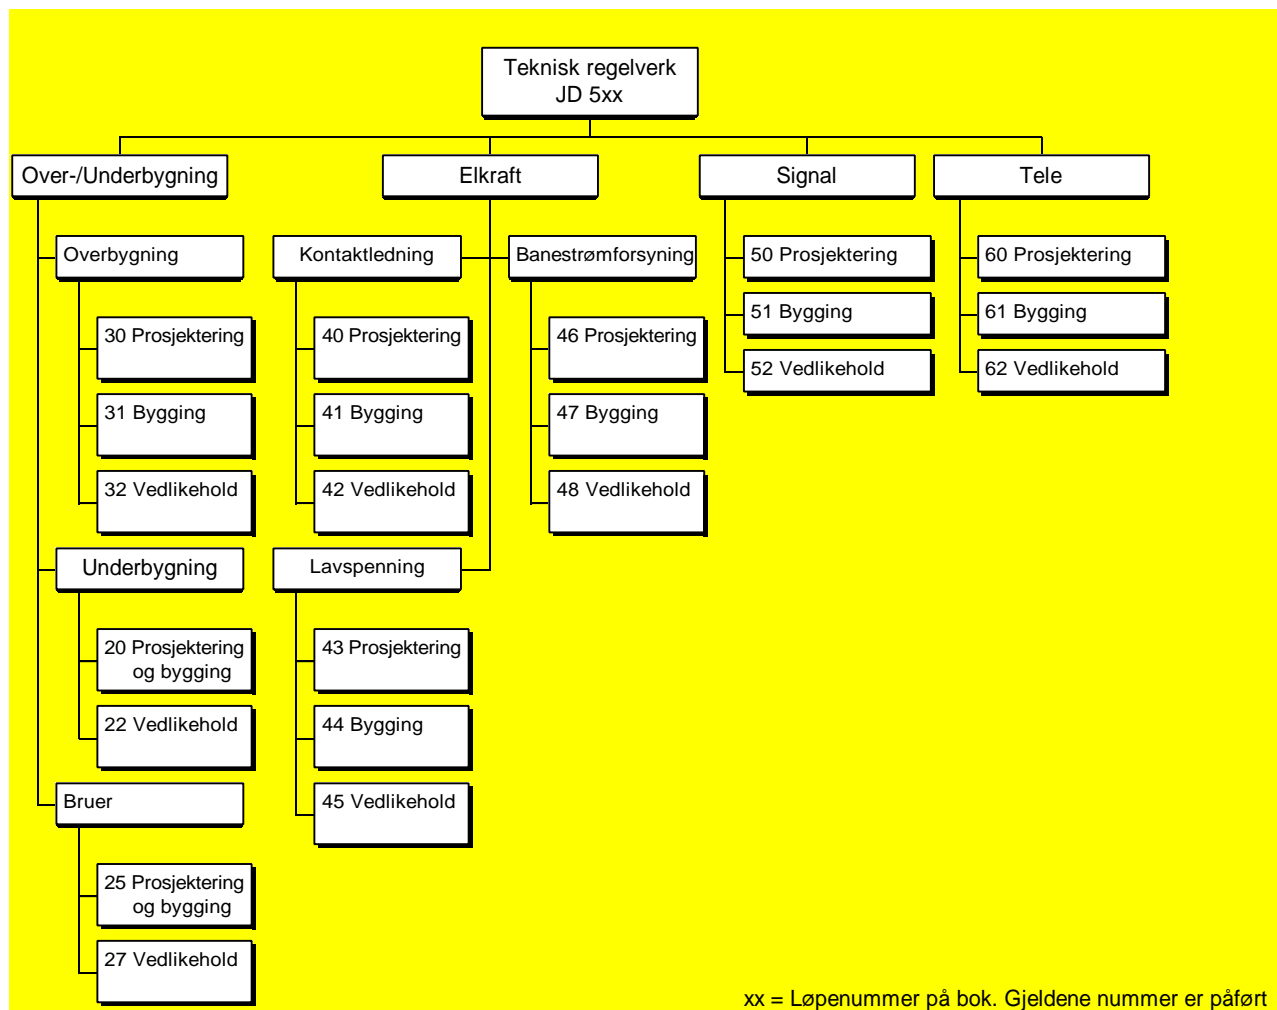 Teknisk regelverk
JD 5xx
Over-/Underbygning
Elkraft
Signal
Tele
Overbygning
30 Prosjektering
31 Bygging
32 Vedlikehold
Underbygning
20 Prosjektering
og bygging
22 Vedlikehold
Bruer
25 Prosjektering
og bygging
27 Vedlikehold
Kontaktledning
40 Prosjektering
41 Bygging
42 Vedlikehold
Lavspenning
43 Prosjektering
44 Bygging
45 Vedlikehold
Banestrømforsyning
46 Prosjektering
47 Bygging
48 Vedlikehold
50 Prosjektering
51 Bygging
52 Vedlikehold
60 Prosjektering
61 Bygging
62 Vedlikehold
xx = Løpenummer på bok. Gjeldene nummer er påført